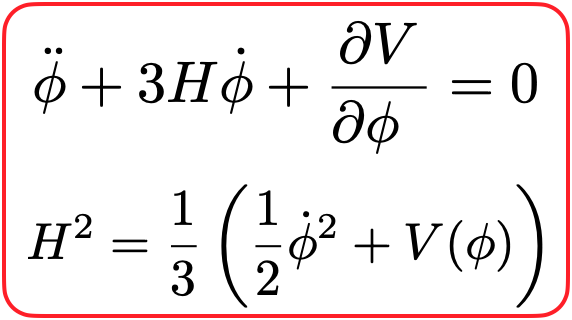 \ddot{\phi} + 3H\dot{\phi} + \frac{\partial V}{\partial \phi} = 0
H^2 = \frac{1}{3} \left( \frac{1}{2} \dot{\phi}^2 + V(\phi) \right)